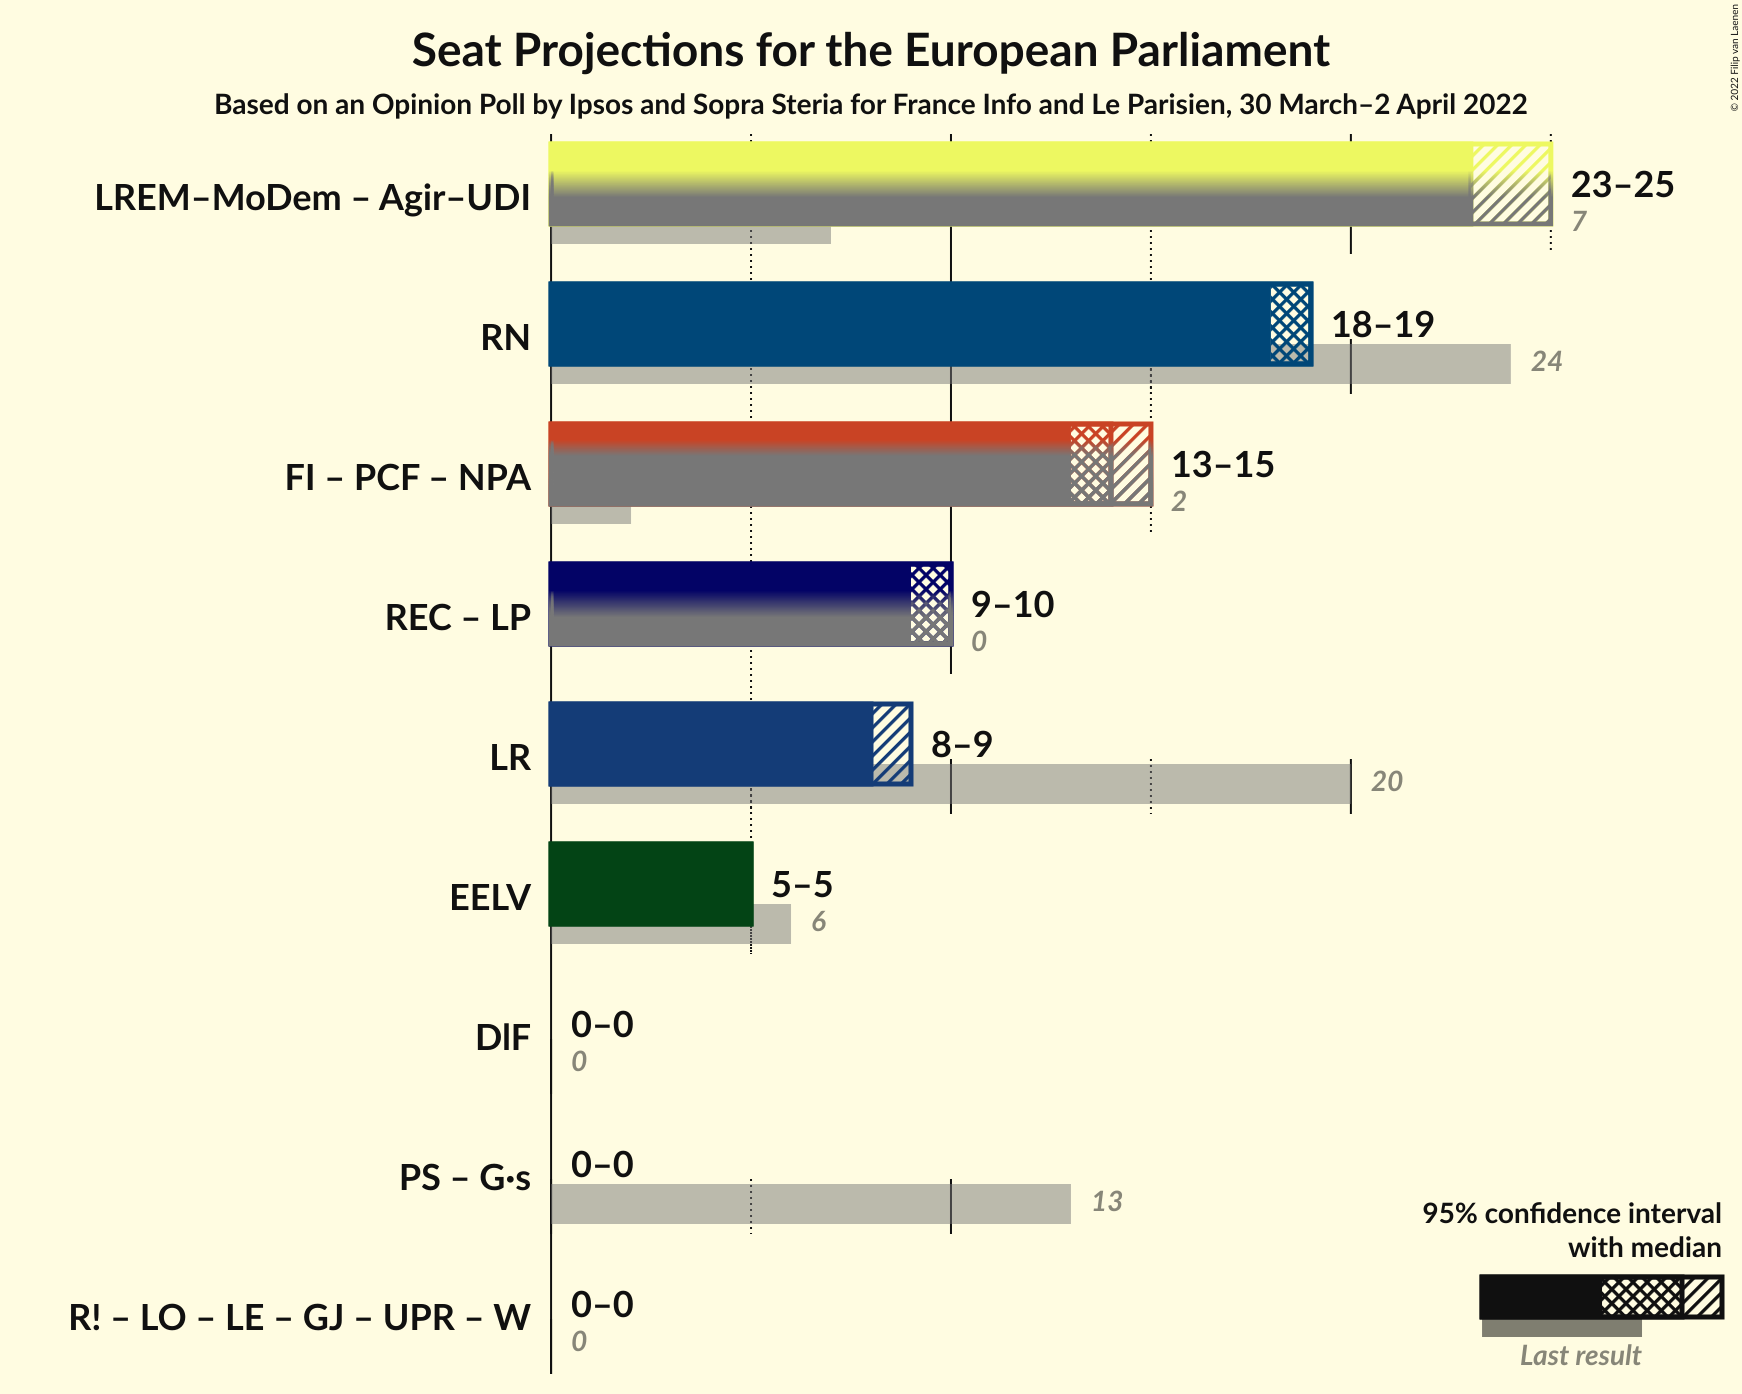 Seat Projections for the European Parliament
Based on an Opinion Poll by Ipsos and Sopra Steria for France Info and Le Parisien, 30 March–2 April 2022
© 2022 Filip van Laenen
LREM–MoDem – Agir–UDI
23–25
7
RN
18–19
24
FI – PCF – NPA
13–15
2
REC – LP
9–10
0
LR
8–9
20
EELV
5–5
6
DlF
0–0
0
PS – G·s
0–0
13
R! – LO – LE – GJ – UPR – W
0–0
0
95% confidence interval
with median
Last result